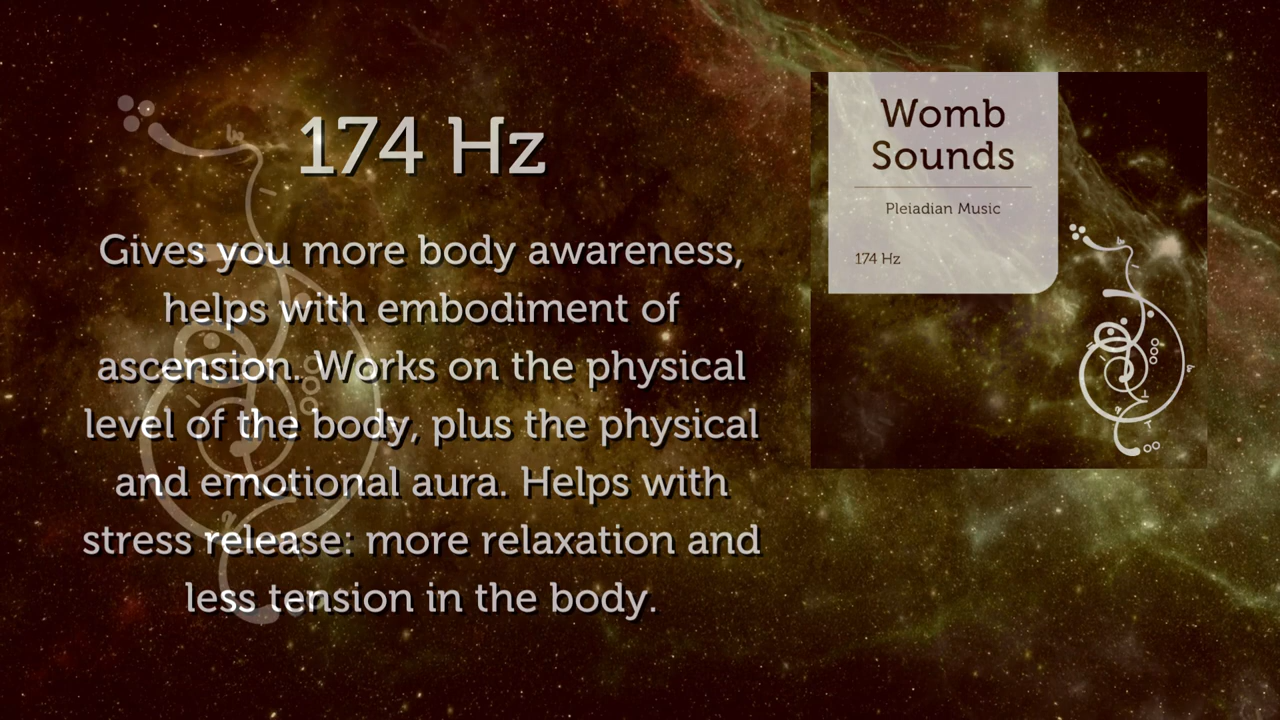 174 Hz
Gives you more body awareness,
helps with embodiment of
ascension. Works on the physical
level of the body, plus the physical
and emotional aura. Helps with
stress release: more relaxation and
less tension in the body.
Womb
Sounds
Pleiadian Music
174 Hz